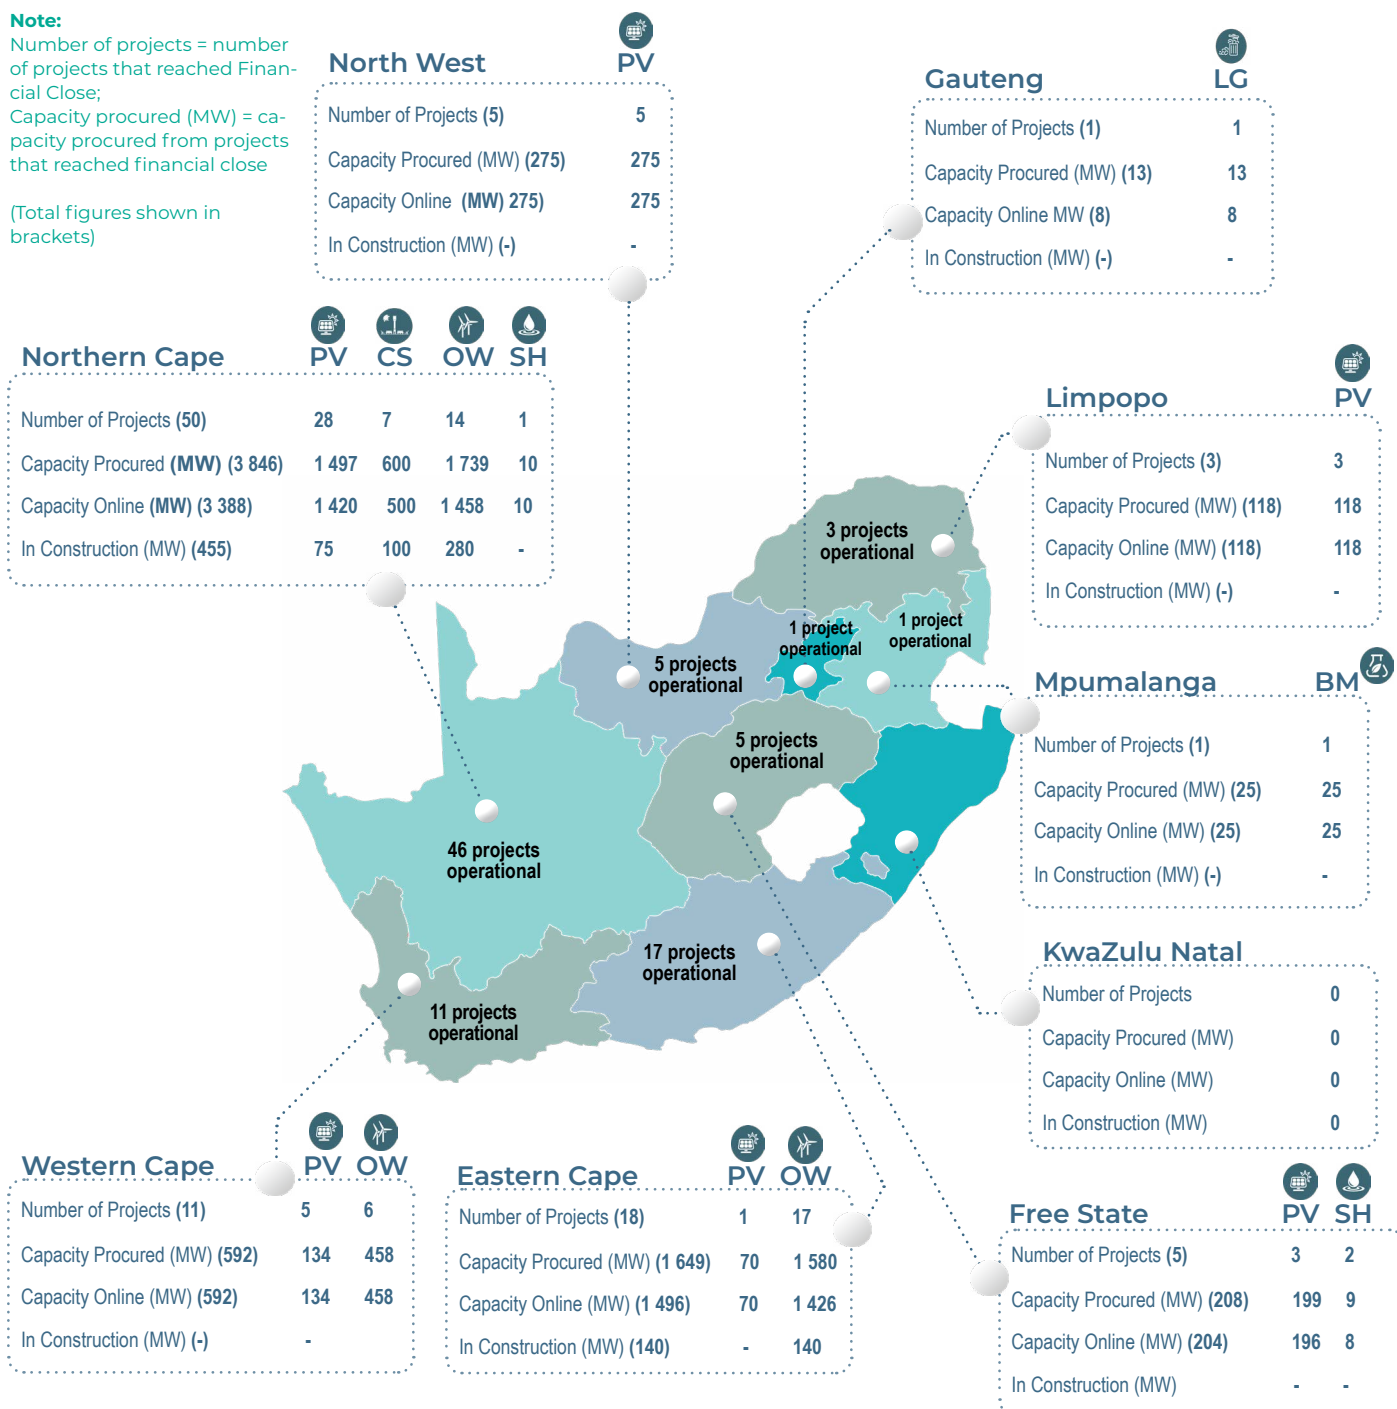 Note:
Number of projects = number
of projects that reached Finan-
cial Close;
Capacity procured (MW) = ca-
pacity procured from projects
that reached financial close
(Total figures shown in
brackets)
North West PV
Number of Projects (5) 5
Capacity Procured (MW) (275) 275
Capacity Online (MW) 275) 275
In Construction (MW) (-) -
Gauteng LG
Number of Projects (1) 1
Capacity Procured (MW) (13) 13
Capacity Online MW (8) 8
In Construction (MW) (-) -
Northern Cape PV CS OW SH
Number of Projects (50) 28 7 14 1
Capacity Procured (MW) (3 846) 1 497 600 1 739 10
Capacity Online (MW) (3 388) 1 420 500 1 458 10
In Construction (MW) (455) 75 100 280 -
Limpopo PV
Number of Projects (3) 3
Capacity Procured (MW) (118) 118
Capacity Online (MW) (118) 118
In Construction (MW) (-) -
3 projects
operational
1 project
operational
1 project
operational
5 projects
operational
5 projects
operational
46 projects
operational
17 projects
operational
11 projects
operational
Mpumalanga BM
Number of Projects (1) 1
Capacity Procured (MW) (25) 25
Capacity Online (MW) (25) 25
In Construction (MW) (-) -
KwaZulu Natal
Number of Projects 0
Capacity Procured (MW) 0
Capacity Online (MW) 0
In Construction (MW) 0
Western Cape PV OW
Number of Projects (11) 5 6
Capacity Procured (MW) (592) 134 458
Capacity Online (MW) (592) 134 458
In Construction (MW) (-) -
Eastern Cape PV OW
Number of Projects (18) 1 17
Capacity Procured (MW) (1 649) 70 1 580
Capacity Online (MW) (1 496) 70 1 426
In Construction (MW) (140) - 140
Free State PV SH
Number of Projects (5) 3 2
Capacity Procured (MW) (208) 199 9
Capacity Online (MW) (204) 196 8
In Construction (MW) - -